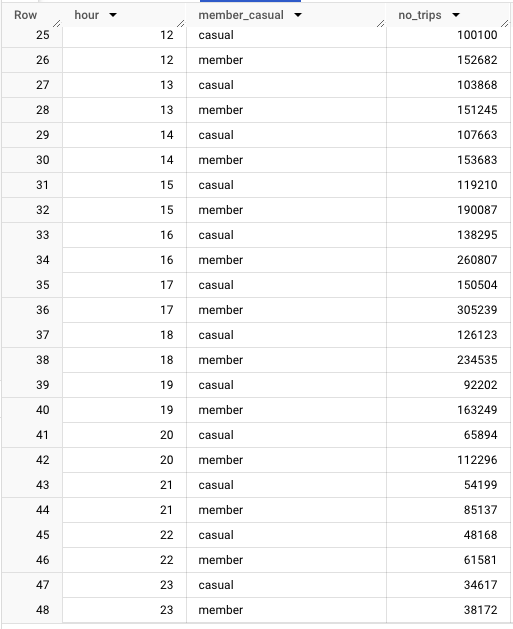 Row hour member_casual no_trips
25 12 casual 100100
26 12 member 152682
27 13 casual 103868
28 13 member 151245
29 14 casual 107663
30 14 member 153683
31 15 casual 119210
32 15 member 190087
33 16 casual 138295
34 16 member 260807
35 17 casual 150504
36 17 member 305239
37 18 casual 126123
38 18 member 234535
39 19 casual 92202
40 19 member 163249
41 20 casual 65894
42 20 member 112296
43 21 casual 54199
44 21 member 85137
45 22 casual 48168
46 22 member 61581
47 23 casual 34617
48 23 member 38172